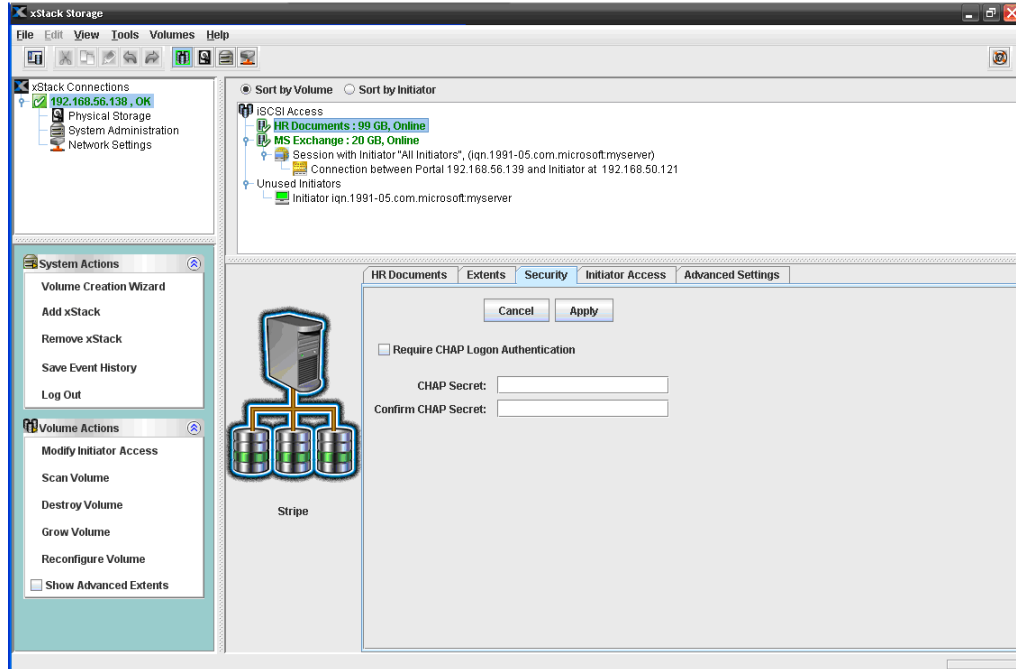 xStack Storage
File Edit View Tools Volumes Help
xStack Connections
192.168.56.138 , OK
Physical Storage
System Administration
Network Settings
Sort by Volume Sort by Initiator
iSCSI Access
HR Documents : 99 GB, Online
MS Exchange : 20 GB, Online
Session with Initiator "All Initiators", (iqn.1991-05.com.microsoft:myserver)
Connection between Portal 192.168.56.139 and Initiator at 192.168.50.121
Unused Initiators
Initiator iqn.1991-05.com.microsoft:myserver
System Actions
Volume Creation Wizard
Add xStack
Remove xStack
Save Event History
Log Out
Volume Actions
Modify Initiator Access
Scan Volume
Destroy Volume
Grow Volume
Reconfigure Volume
Show Advanced Extents
Stripe
HR Documents Extents Security Initiator Access Advanced Settings
Cancel Apply
Require CHAP Logon Authentication
CHAP Secret:
Confirm CHAP Secret: